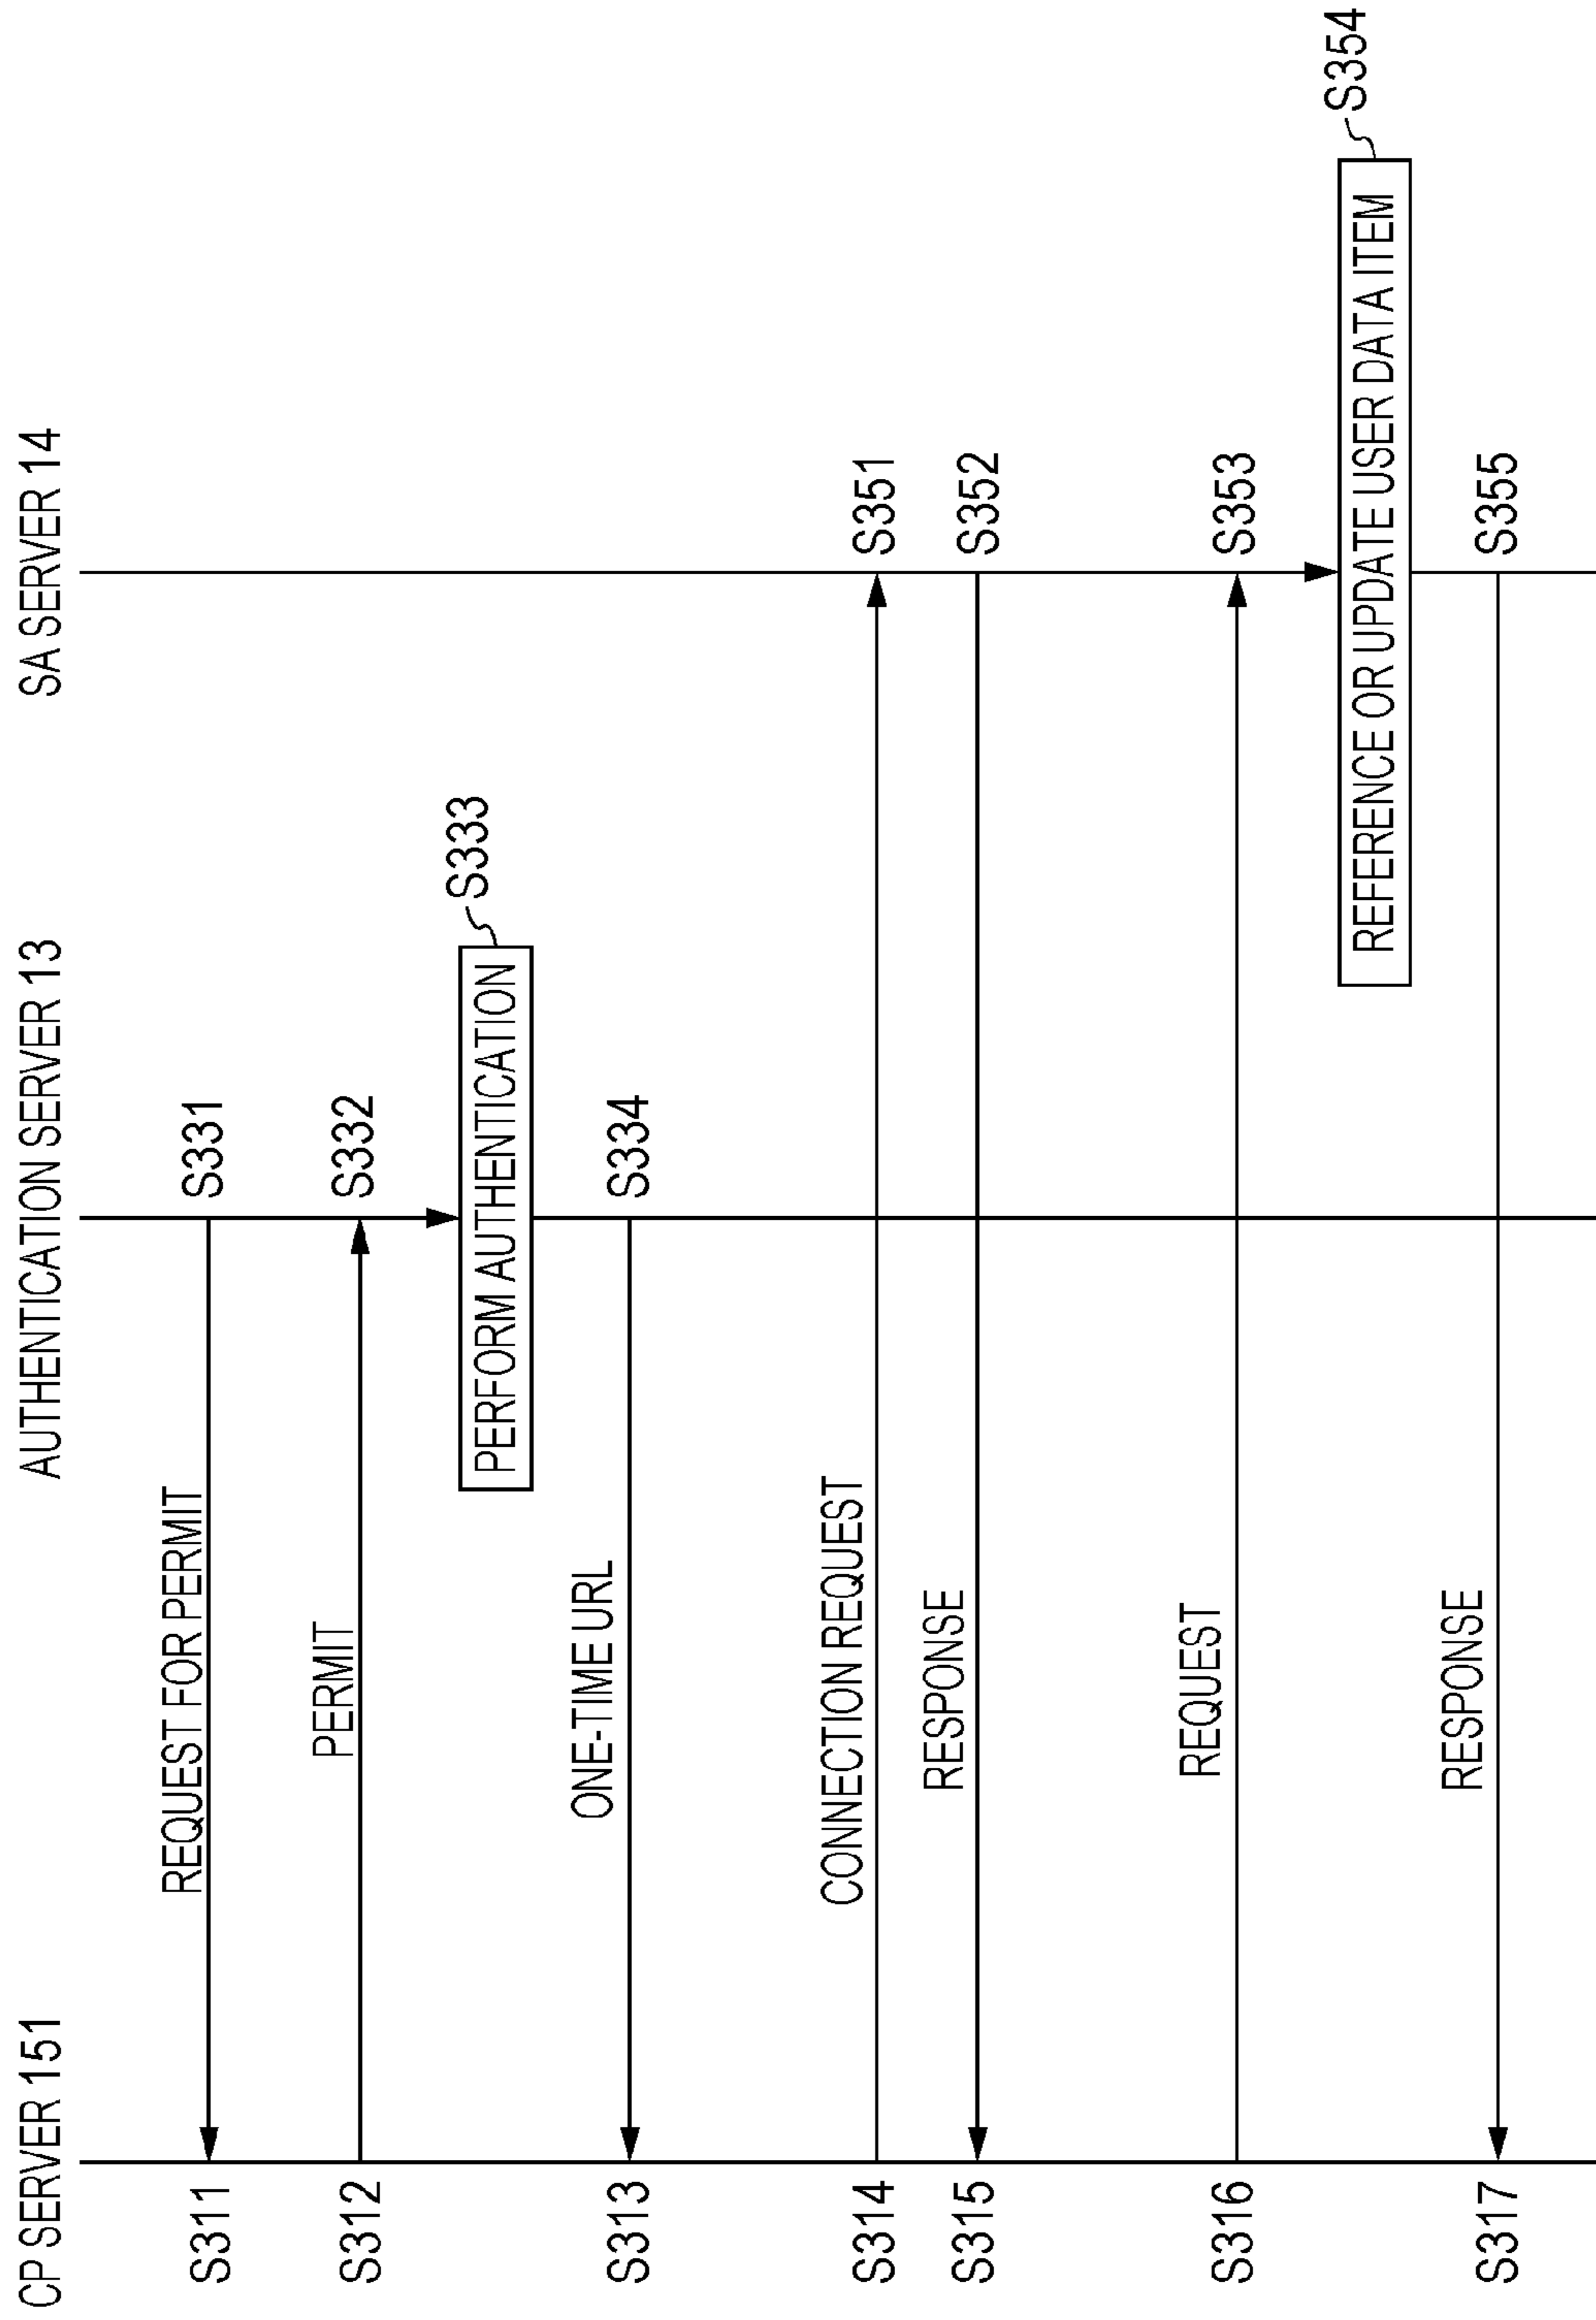 CP SERVER 151
AUTHENTICATION SERVER 13
SA SERVER 14
REQUEST FOR PERMIT
S311
S331
PERMIT
S312
S332
PERFORM AUTHENTICATION
S333
ONE-TIME URL
S313
S334
CONNECTION REQUEST
S314
S351
RESPONSE
S315
S352
REQUEST
S316
S353
REFERENCE OR UPDATE USER DATA ITEM
S354
RESPONSE
S317
S355